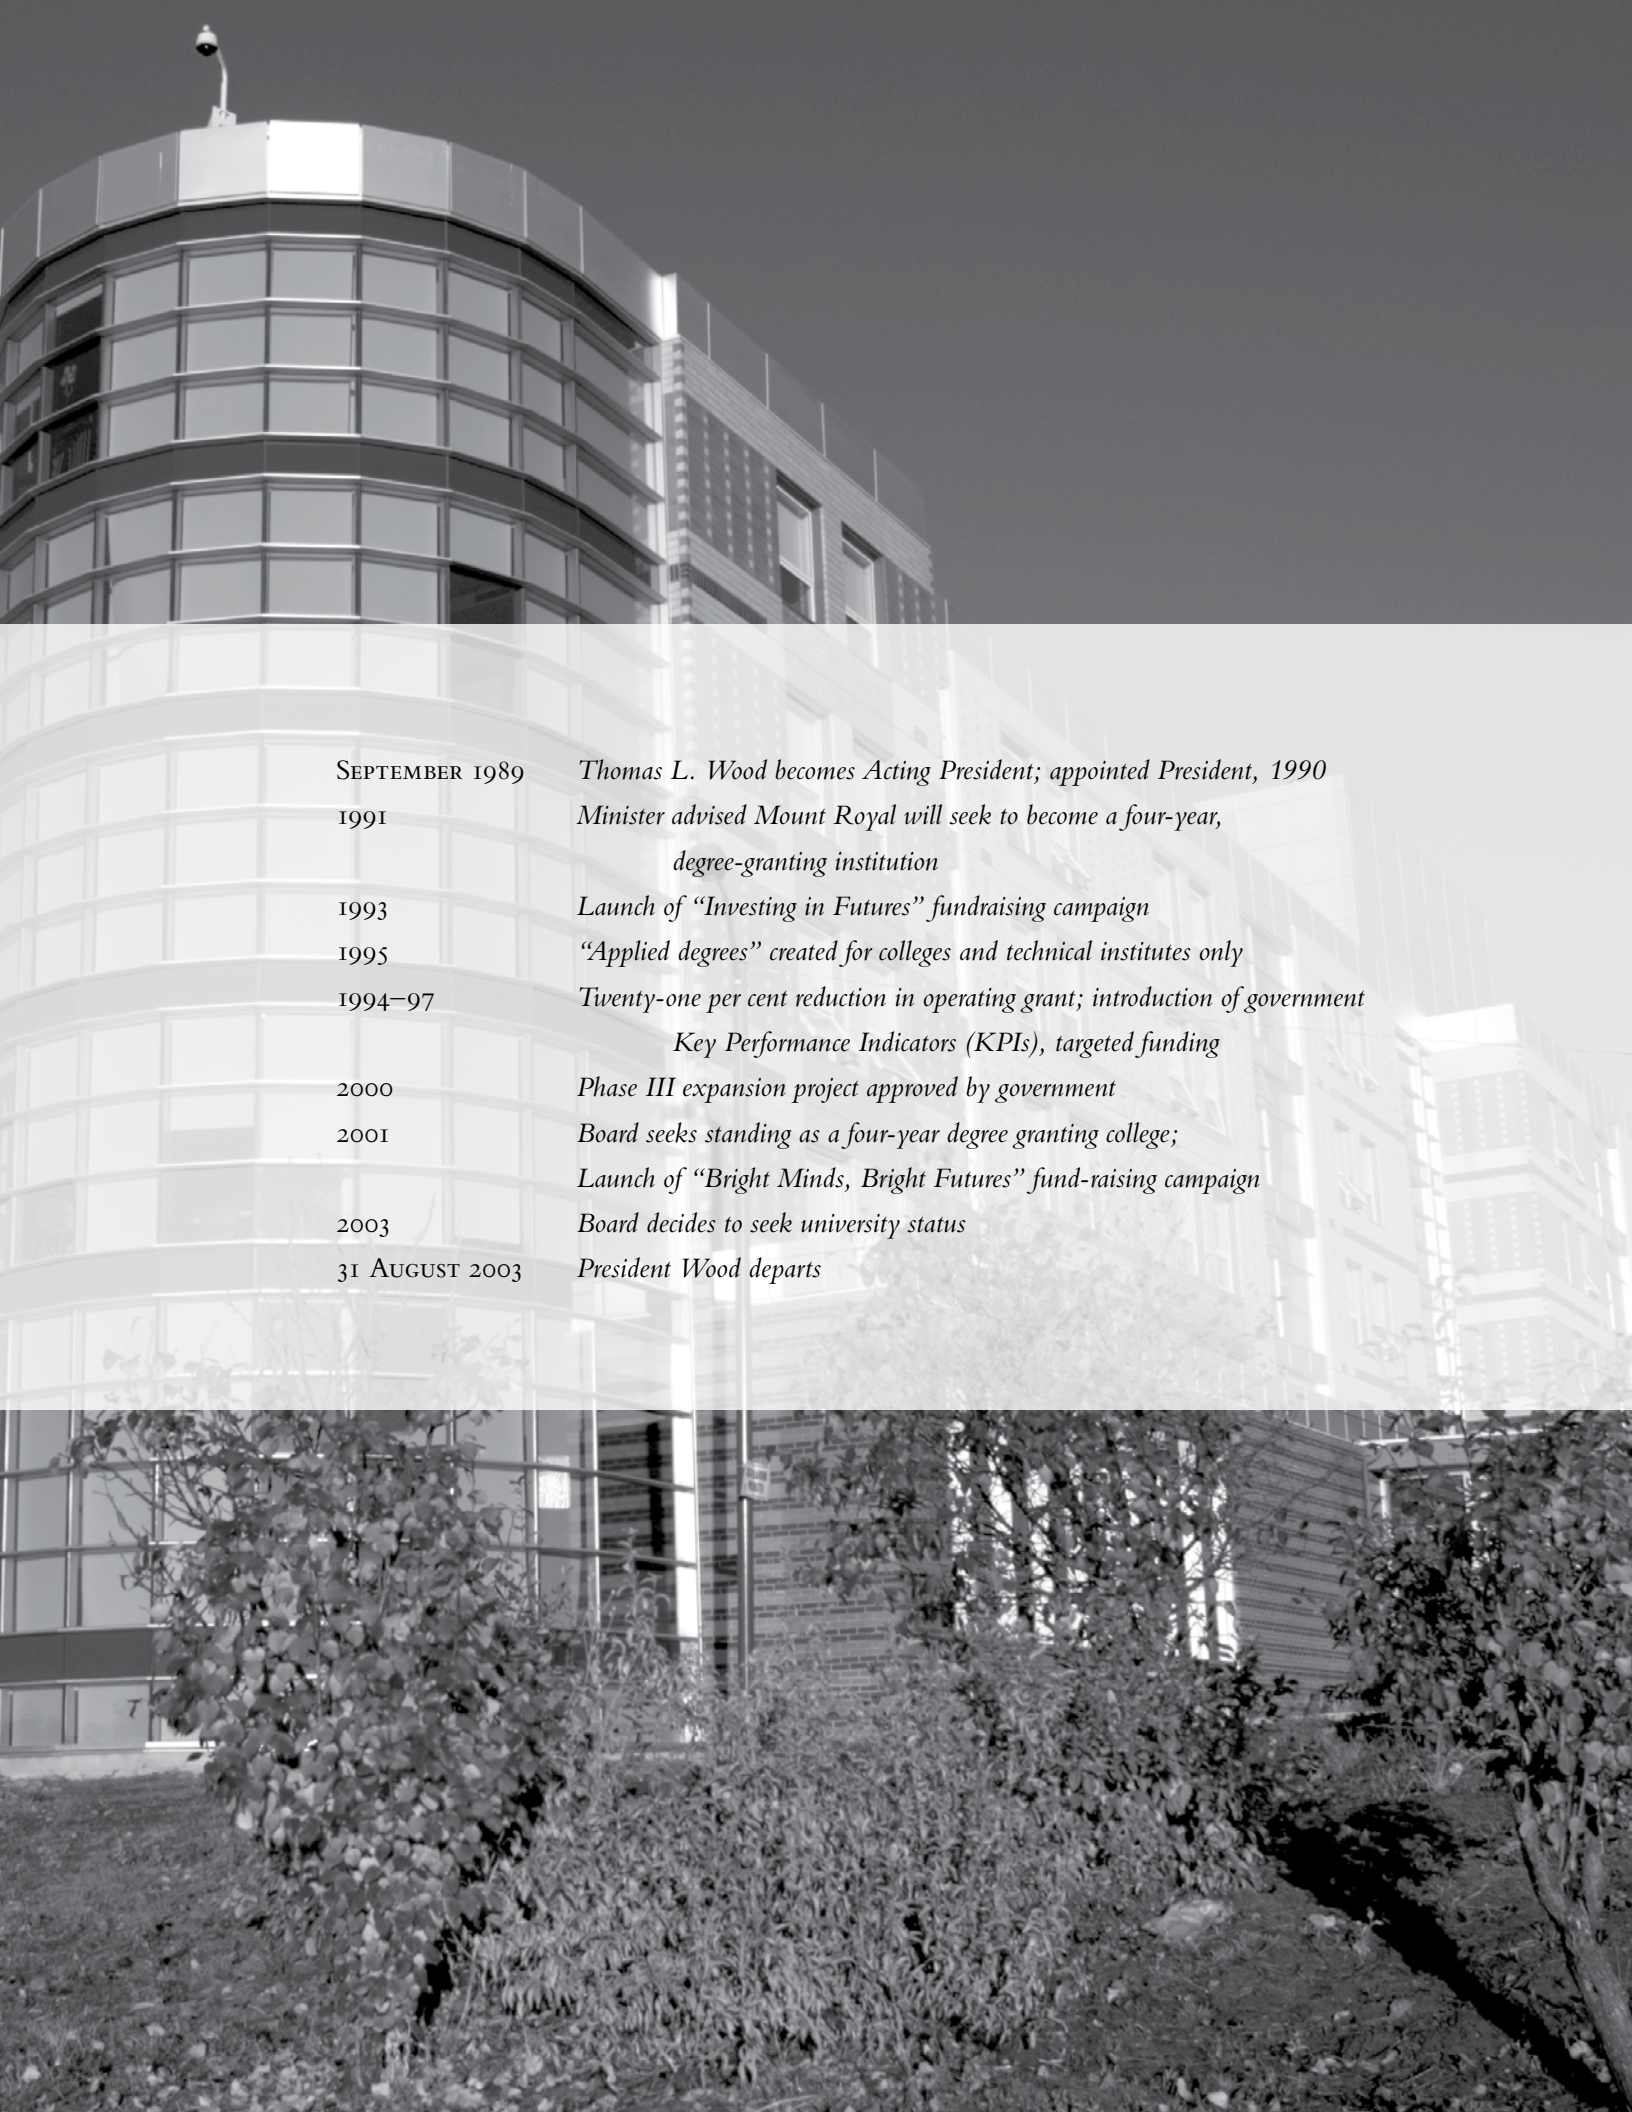 September 1989 Thomas L. Wood becomes Acting President; appointed President, 1990
1991 Minister advised Mount Royal will seek to become a four-year,
degree-granting institution
1993 Launch of “Investing in Futures” fundraising campaign
1995 “Applied degrees” created for colleges and technical institutes only
1994–97 Twenty-one per cent reduction in operating grant; introduction of government
Key Performance Indicators (KPIs), targeted funding
2000 Phase III expansion project approved by government
2001 Board seeks standing as a four-year degree granting college;
Launch of “Bright Minds, Bright Futures” fund-raising campaign
2003 Board decides to seek university status
31 August 2003 President Wood departs